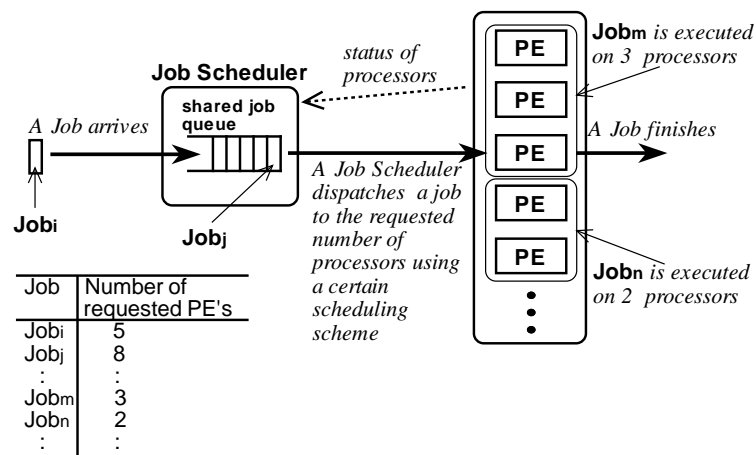 status of
processors
Job Scheduler
shared job
queue
A Job arrives
Jobi
Jobj
A Job Scheduler
dispatches a job
to the requested
number of
processors using
a certain
scheduling
scheme
PE
PE
PE
PE
PE
Jobm is executed
on 3 processors
A Job finishes
Jobn is executed
on 2 processors
Job Number of
requested PE's
Jobi 5
Jobj 8
: :
Jobm 3
Jobn 2
: :